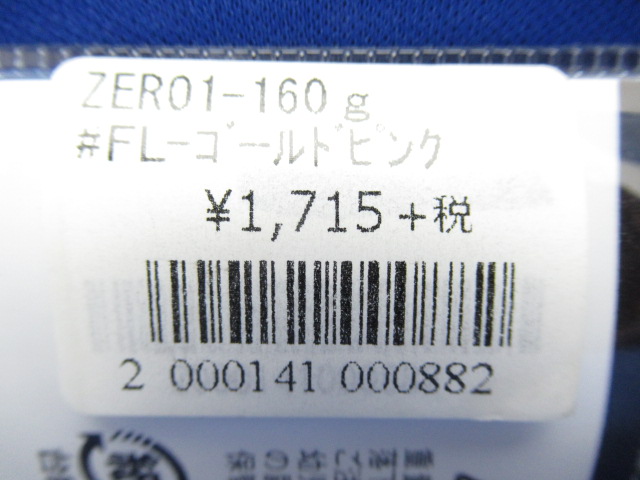 ZERO1-160g
#FL-ｺﾞｰﾙﾄﾞﾋﾟﾝｸ
¥1,715+税
2 000141 000882